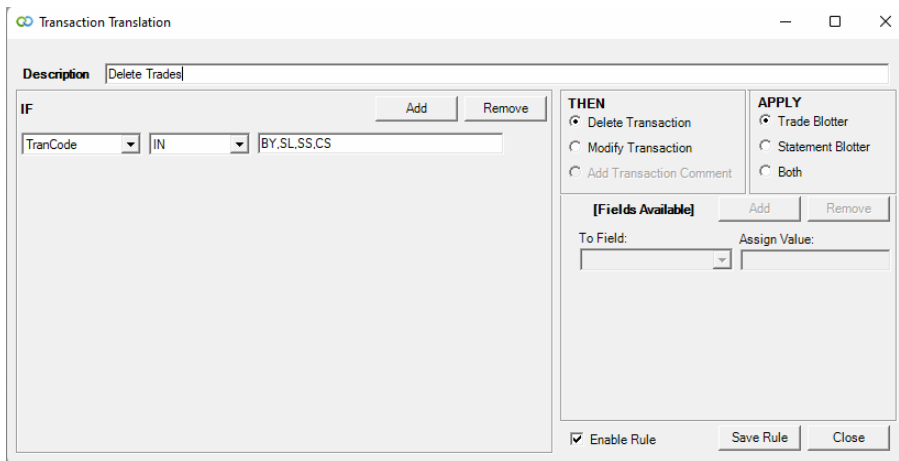 Transaction Translation
Description Delete Trades
IF Add Remove
TranCode IN BY,SL,SS,CS
THEN
Delete Transaction
Modify Transaction
Add Transaction Comment
APPLY
Trade Blotter
Statement Blotter
Both
[Fields Available] Add Remove
To Field: Assign Value:
Enable Rule Save Rule Close